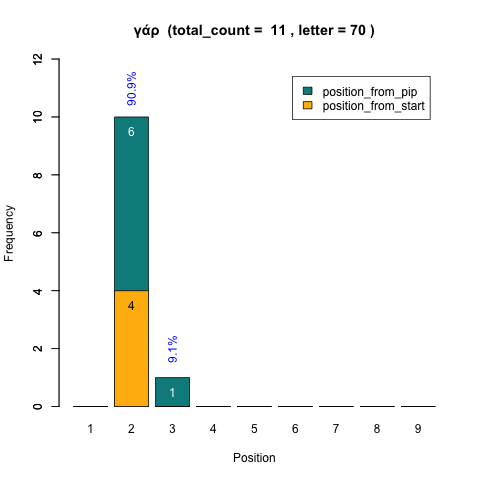 γάρ (total_count = 11 , letter = 70 )
position_from_pip
position_from_start
Frequency
12
10
8
6
4
2
0
90.9%
6
4
9.1%
1
1 2 3 4 5 6 7 8 9
Position